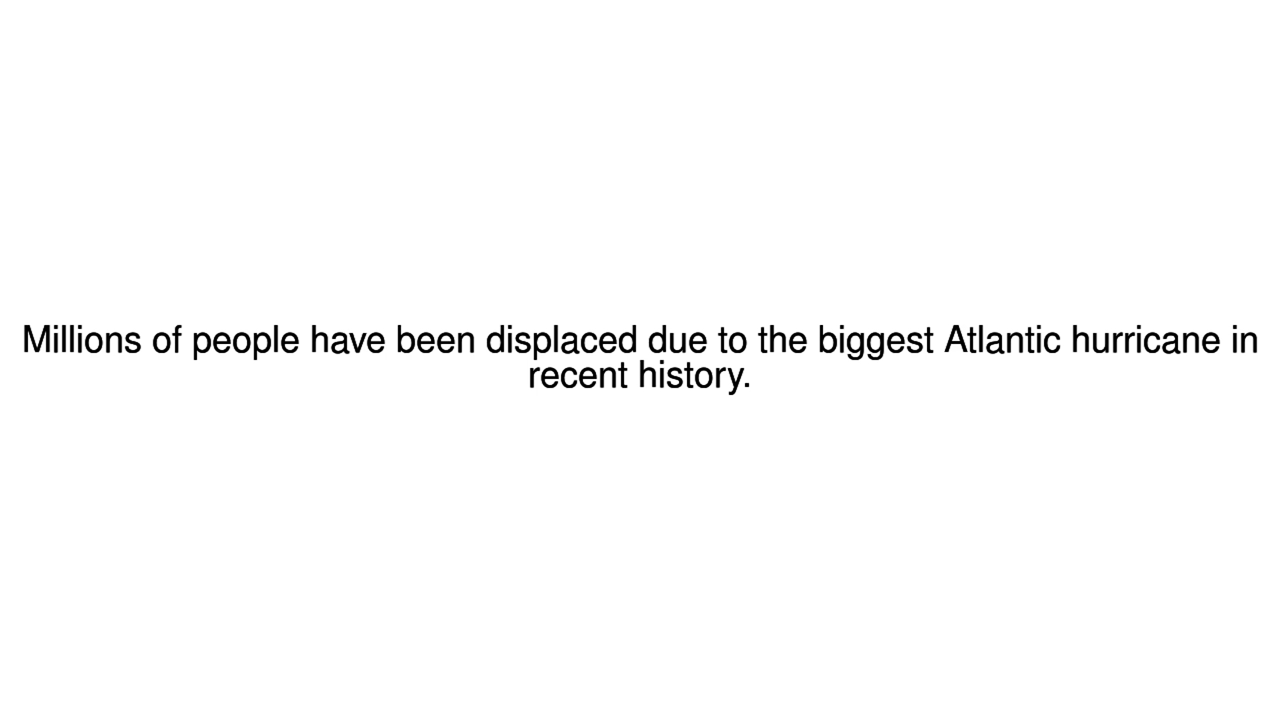 Millions of people have been displaced due to the biggest Atlantic hurricane in
recent history.